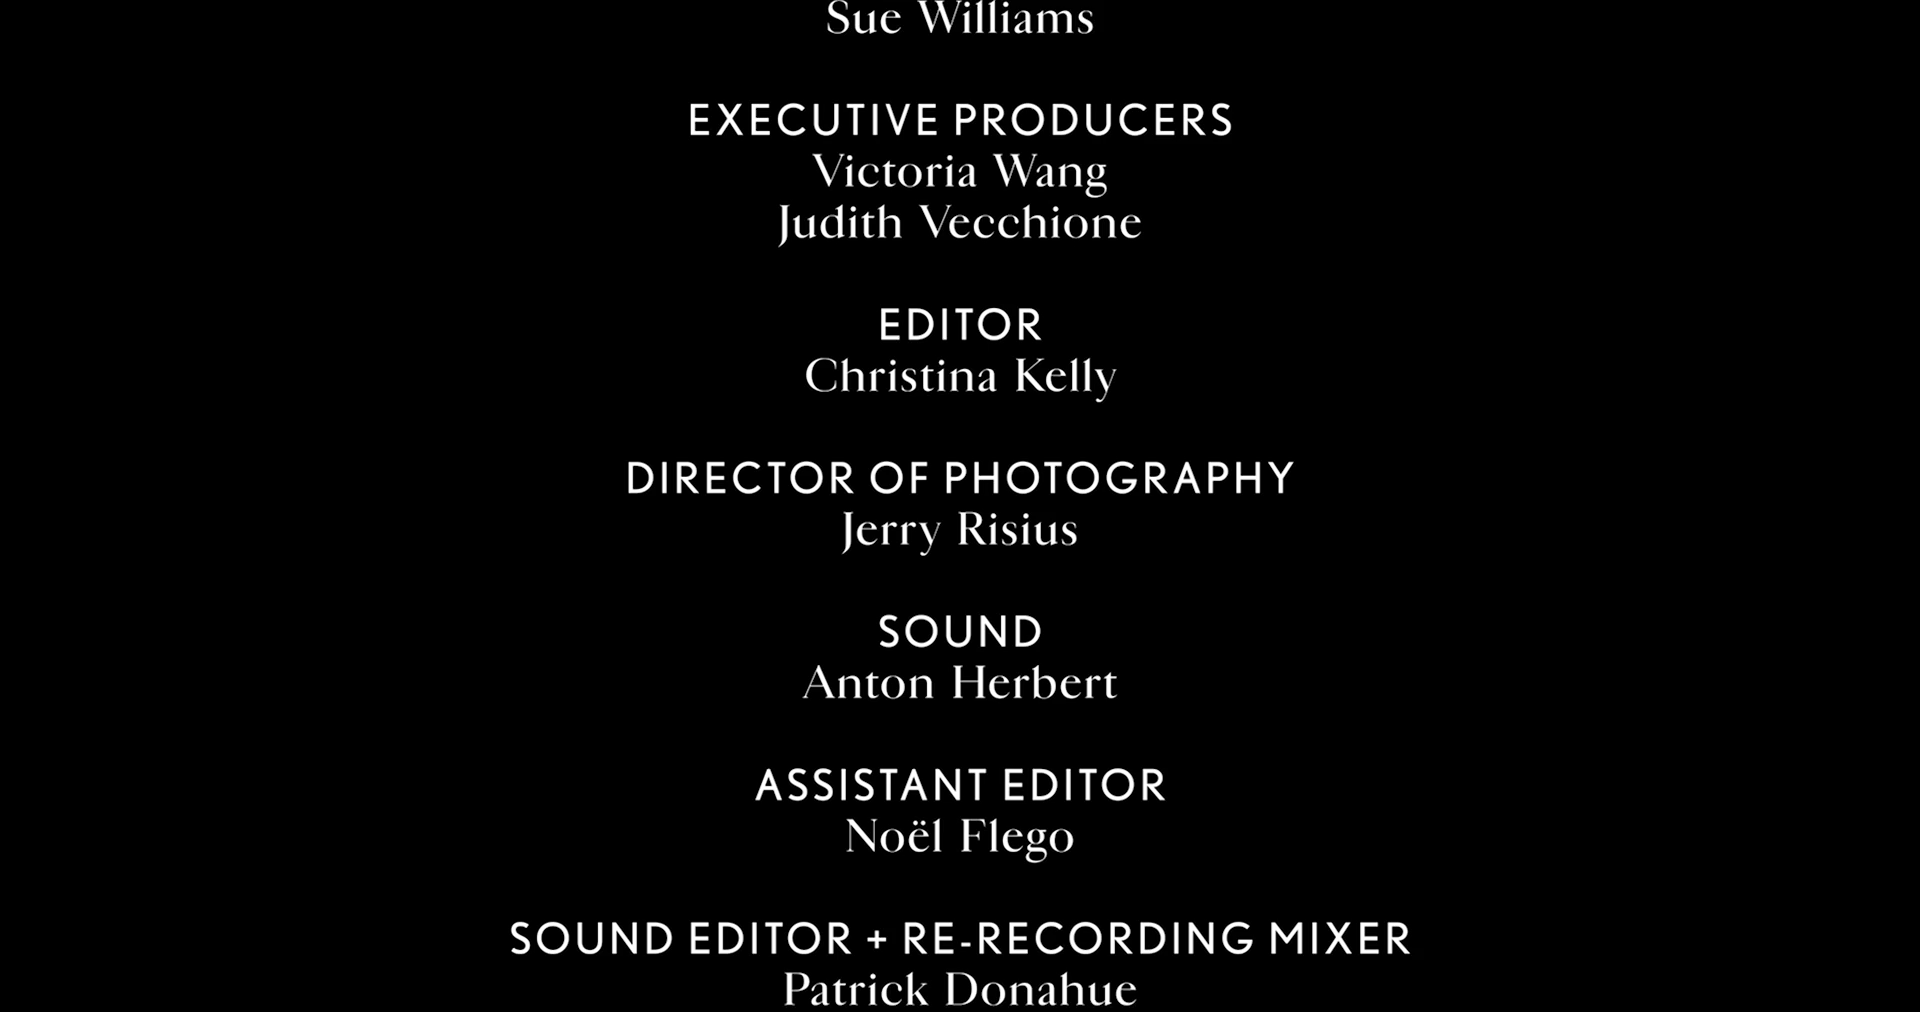 Sue Williams
EXECUTIVE PRODUCERS
Victoria Wang
Judith Vecchione
EDITOR
Christina Kelly
DIRECTOR OF PHOTOGRAPHY
Jerry Risius
SOUND
Anton Herbert
ASSISTANT EDITOR
Noël Flego
SOUND EDITOR + RE-RECORDING MIXER
Patrick Donahue